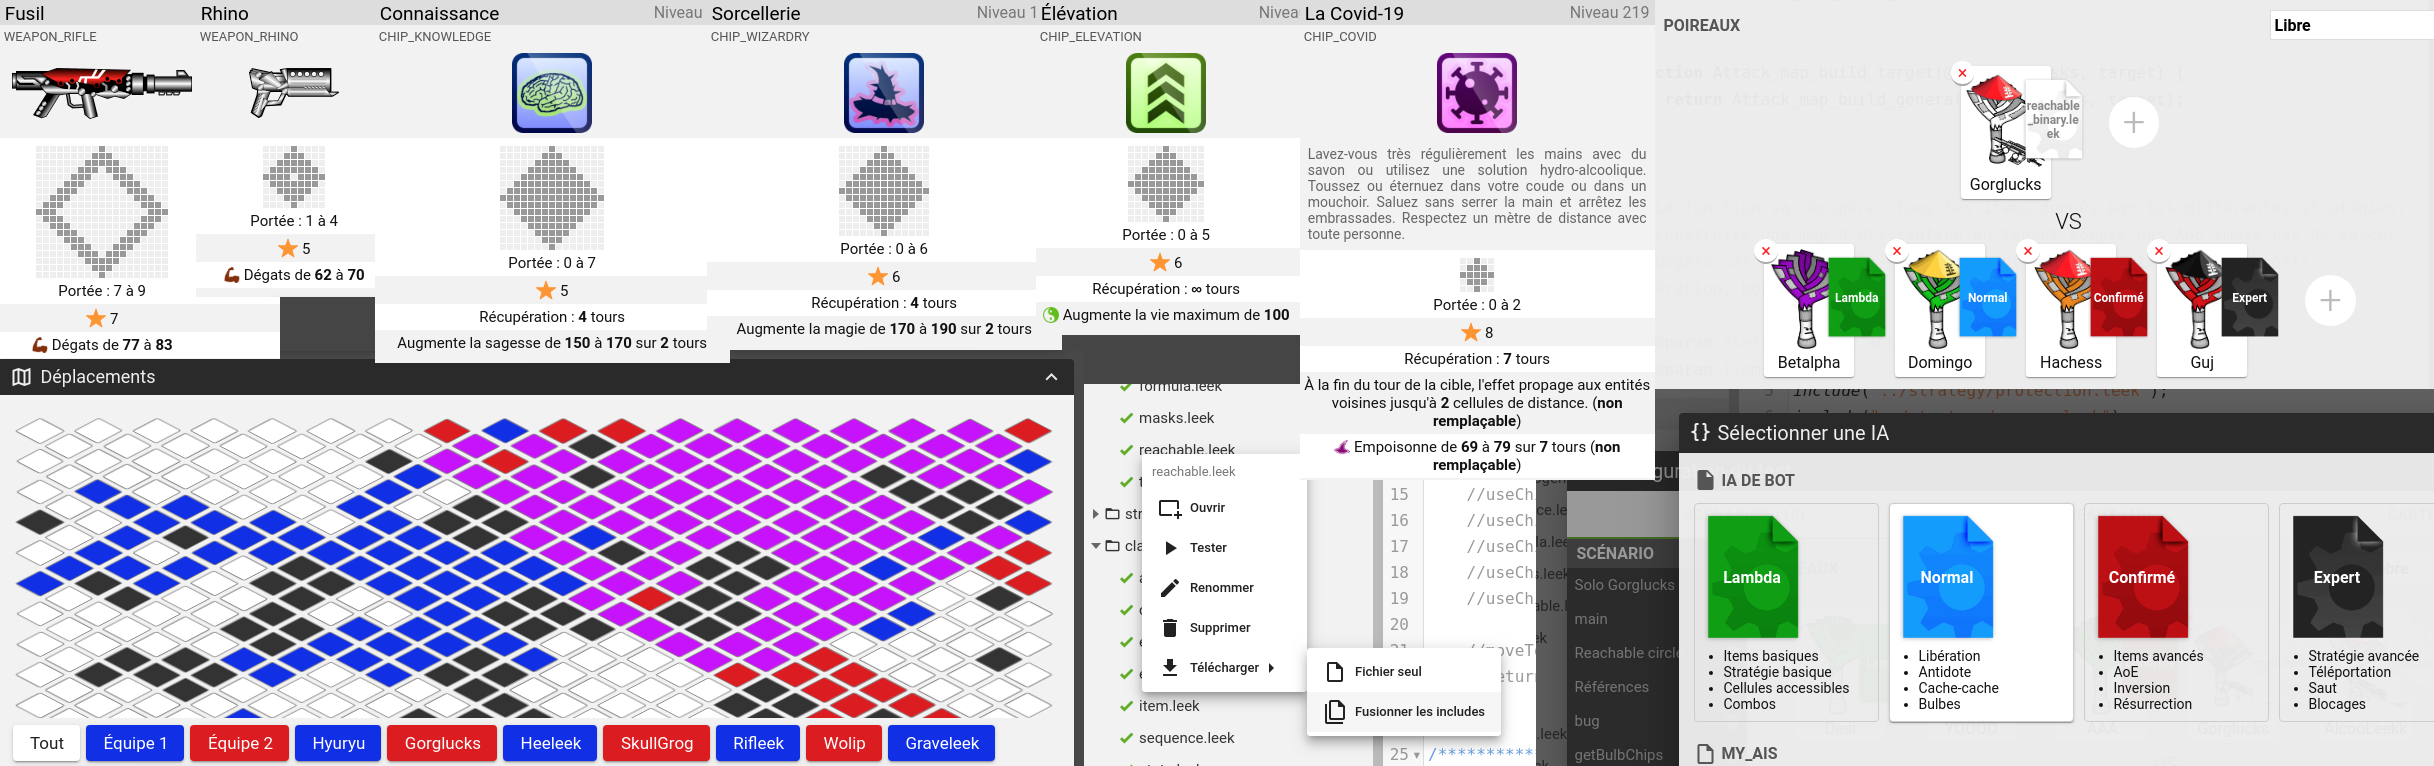 Fusil
WEAPON_RIFLE
Portée : 7 à 9
7
Dégats de 77 à 83
Rhino
WEAPON_RHINO
Portée : 1 à 4
5
Dégats de 62 à 70
Connaissance
Niveau
CHIP_KNOWLEDGE
Portée : 0 à 7
5
Récupération : 4 tours
Augmente la sagesse de 150 à 170 sur 2 tours
Sorcellerie
Niveau 1
CHIP_WIZARDRY
Portée : 0 à 6
6
Récupération : 4 tours
Augmente la magie de 170 à 190 sur 2 tours
Élévation
Nivea
CHIP_ELEVATION
Portée : 0 à 5
6
Récupération : ∞ tours
Augmente la vie maximum de 100
La Covid-19
Niveau 219
CHIP_COVID
Lavez-vous très régulièrement les mains avec du
savon ou utilisez une solution hydro-alcoolique.
Toussez ou éternuez dans votre coude ou dans un
mouchoir. Saluez sans serrer la main et arrêtez les
embrassades. Respectez un mètre de distance avec
toute personne.
Portée : 0 à 2
8
Récupération : 7 tours
À la fin du tour de la cible, l'effet propage aux entités
voisines jusqu'à 2 cellules de distance. (non
remplaçable)
Empoisonne de 69 à 79 sur 7 tours (non
remplaçable)
POIREAUX
Libre
reachable
_binary.le
ek
Gorglucks
VS
Lambda
Betalpha
Normal
Domingo
Confirmé
Hachess
Expert
Guj
include("../strategy/protection.leek");
Déplacements
Tout
Équipe 1
Équipe 2
Hyuryu
Gorglucks
Heeleek
SkullGrog
Rifleek
Wolip
Graveleek
formula.leek
masks.leek
reachable.leek
str
cla
item.leek
sequence.leek
reachable.leek
Ouvrir
Tester
Renommer
Supprimer
Télécharger
Fichier seul
Fusionner les includes
15 //useCh
16 //useCh
17 //useCh
18 //useCh
19 //useCh
20
21 //moveT
25 /***********
SCÉNARIO
Solo Gorglucks
main
Reachable circle
Références
bug
getBulbChips
Sélectionner une IA
IA DE BOT
Lambda
Items basiques
Stratégie basique
Cellules accessibles
Combos
Normal
Libération
Antidote
Cache-cache
Bulbes
Confirmé
Items avancés
AoE
Inversion
Résurrection
Expert
Stratégie avancée
Téléportation
Saut
Blocages
MY_AIS